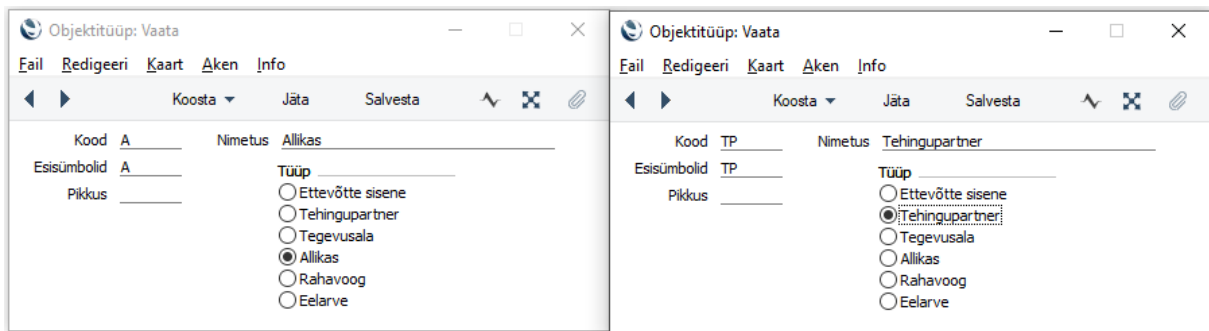 Objektitüüp: Vaata
Fail Redigeeri Kaart Aken Info
Koosta Jäta Salvesta
Kood A Nimetus Allikas
Esisümbolid A Tüüp
Pikkus
Ettevõtte sisene
Tehingupartner
Tegevusala
Allikas
Rahavoog
Eelarve
Objektitüüp: Vaata
Fail Redigeeri Kaart Aken Info
Koosta Jäta Salvesta
Kood TP Nimetus Tehingupartner
Esisümbolid TP Tüüp
Pikkus
Ettevõtte sisene
Tehingupartner
Tegevusala
Allikas
Rahavoog
Eelarve